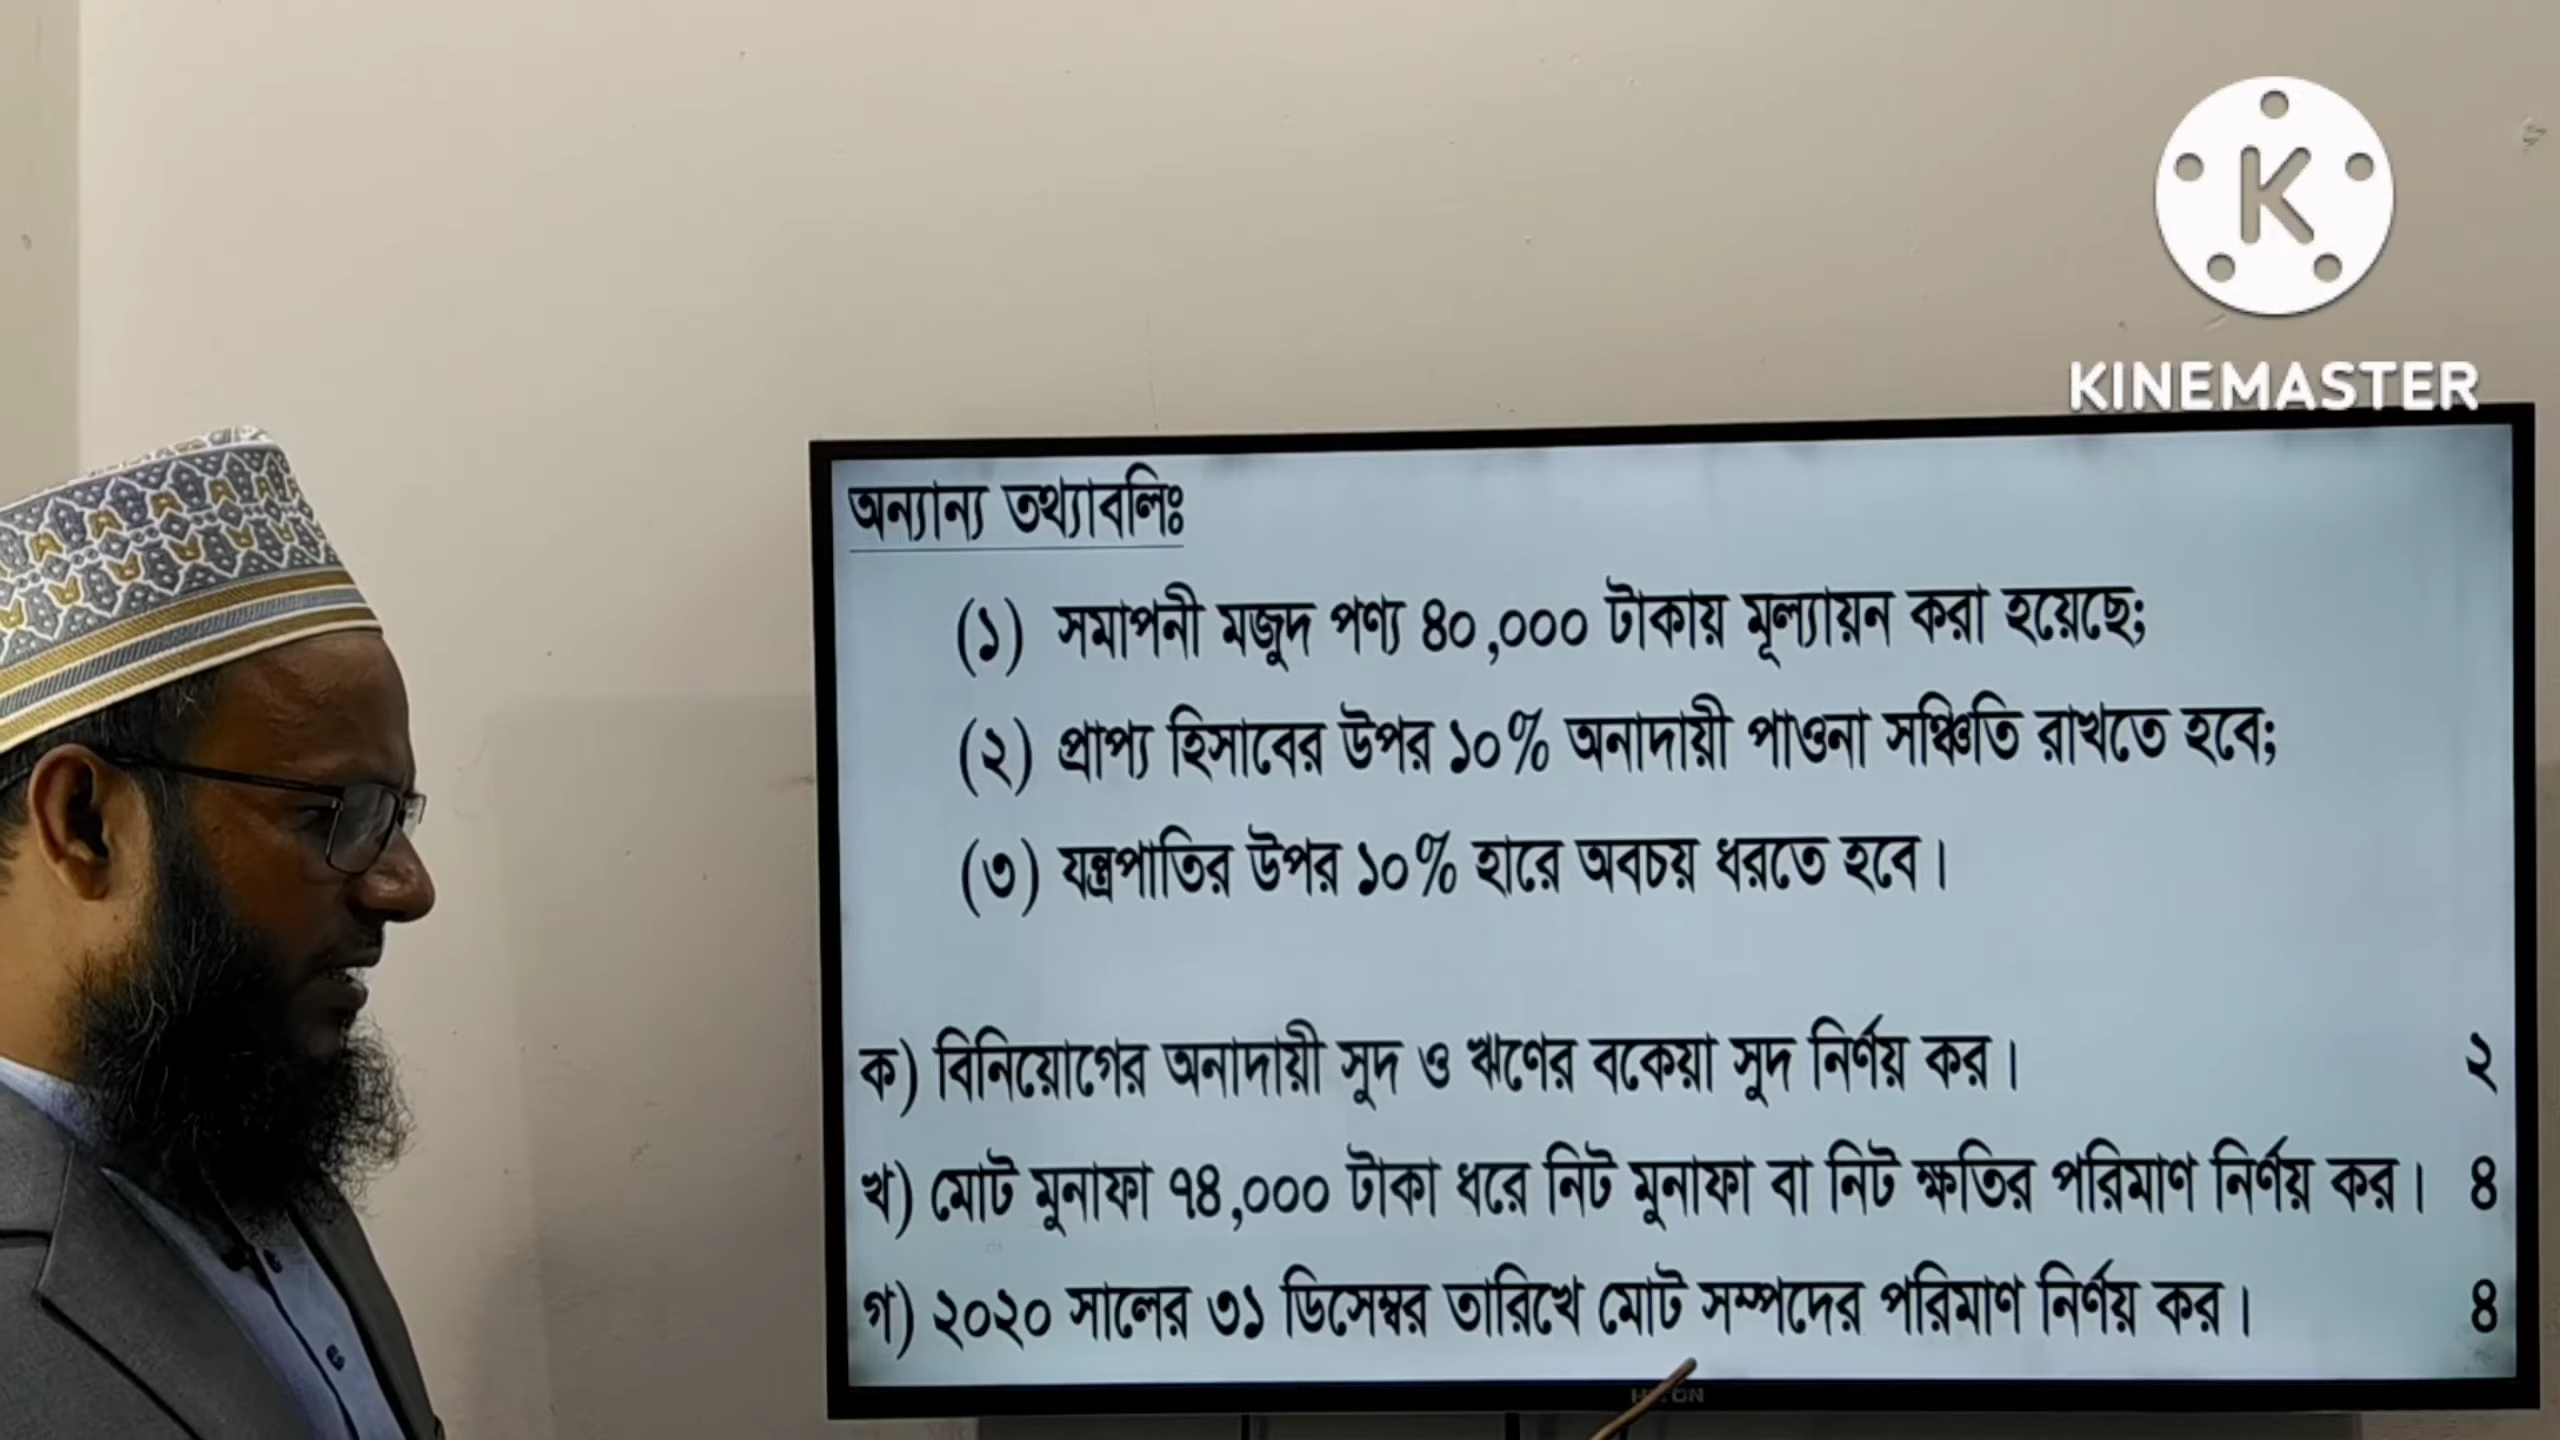 K
KINEMASTER
অন্যান্য তথ্যাবলিঃ
(১) সমাপনী মজুদ পণ্য ৪০,০০০ টাকায় মূল্যায়ন করা হয়েছে;
(২) প্রাপ্য হিসাবের উপর ১০% অনাদায়ী পাওনা সঞ্চিতি রাখতে হবে;
(৩) যন্ত্রপাতির উপর ১০% হারে অবচয় ধরতে হবে।
ক) বিনিয়োগের অনাদায়ী সুদ ও ঋণের বকেয়া সুদ নির্ণয় কর। ২
খ) মোট মুনাফা ৭৪,০০০ টাকা ধরে নিট মুনাফা বা নিট ক্ষতির পরিমাণ নির্ণয় কর। ৪
গ) ২০২০ সালের ৩১ ডিসেম্বর তারিখে মোট সম্পদের পরিমাণ নির্ণয় কর। ৪